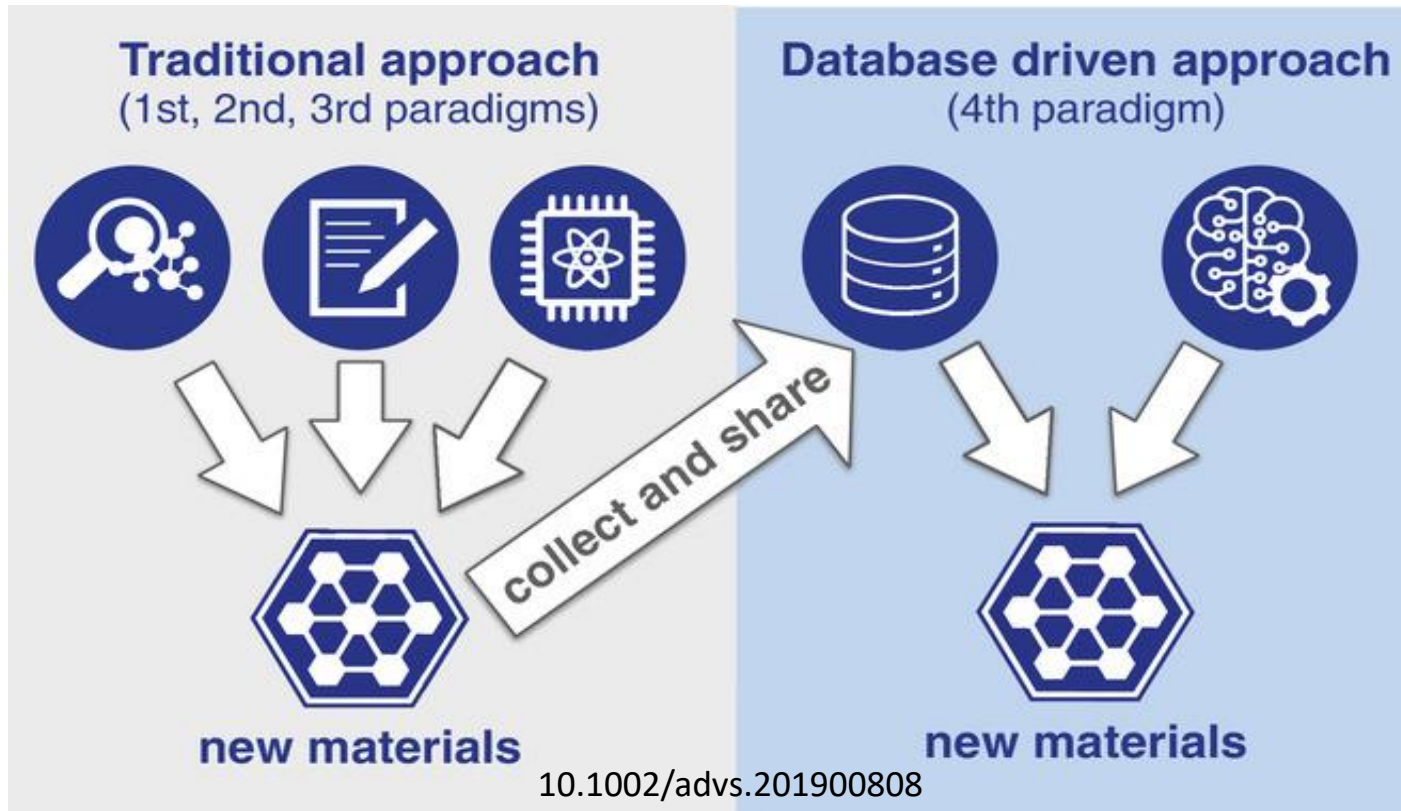 Traditional approach
(1st, 2nd, 3rd paradigms)
Database driven approach
(4th paradigm)
collect and share
new materials
new materials
10.1002/advs.201900808